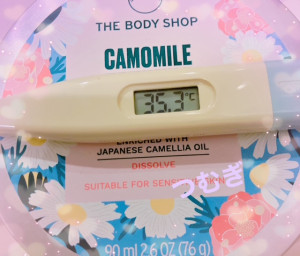 THE BODY SHOP
CAMOMILE
35.3℃
ENRICHED WITH
JAPANESE CAMELLIA OIL
DISSOLVE
SUITABLE FOR SENSITIVE SKIN
つむぎ
90 ml 2.6 OZ (76 g)